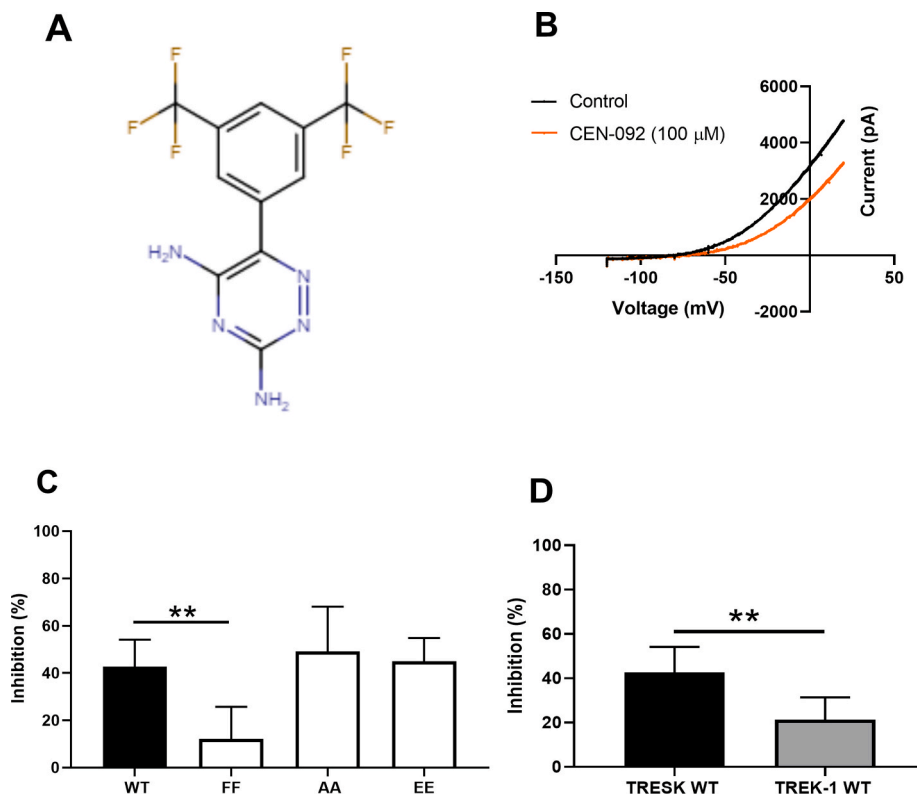 A
F
F
F
F
F
F
H₂N
N
N
N
NH₂
B
Control
CEN-092 (100 μM)
6000
4000
2000
-2000
Current (pA)
-150
-100
-50
50
Voltage (mV)
C
100
80
60
40
20
0
Inhibition (%)
**
WT
FF
AA
EE
D
100
80
60
40
20
0
Inhibition (%)
**
TRESK WT
TREK-1 WT